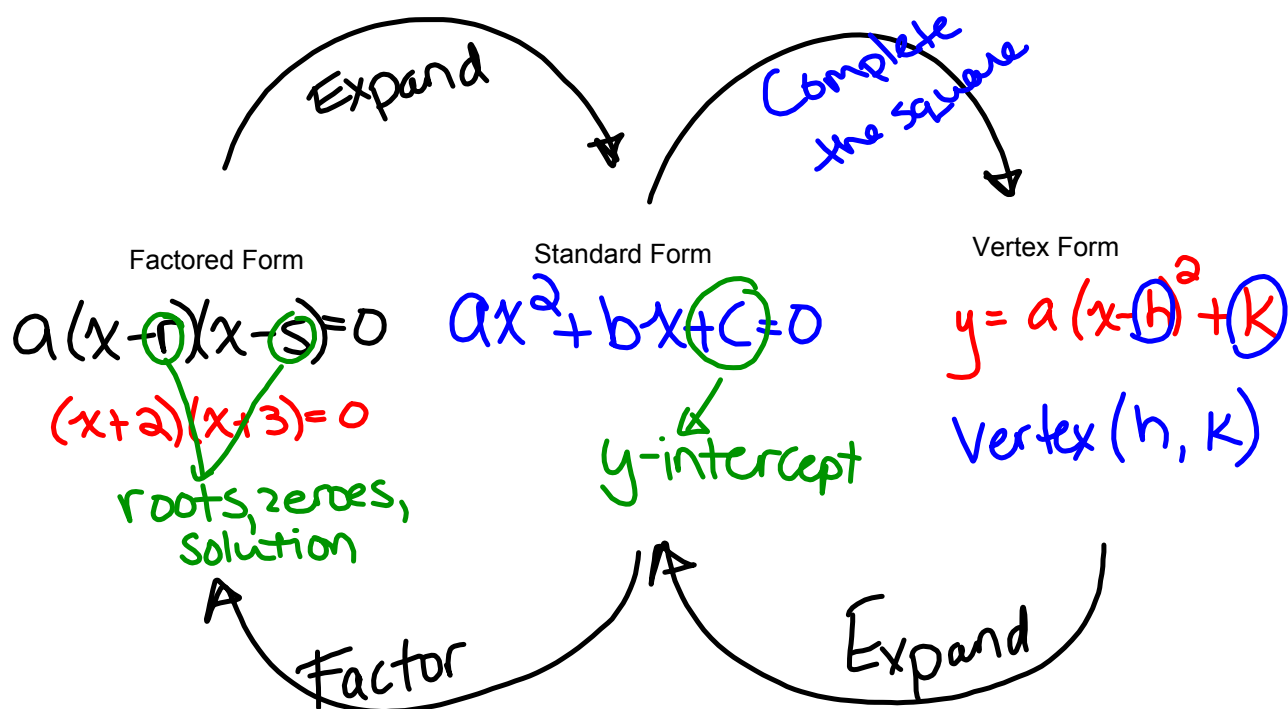 Expand
Complete
the square
Factored Form
Standard Form
Vertex Form
a(x-r)(x-s)=0
ax²+bx+c=0
y=a(x-h)²+k
(x+2)(x+3)=0
y-intercept
Vertex(h, k)
roots, zeroes,
solution
Factor
Expand